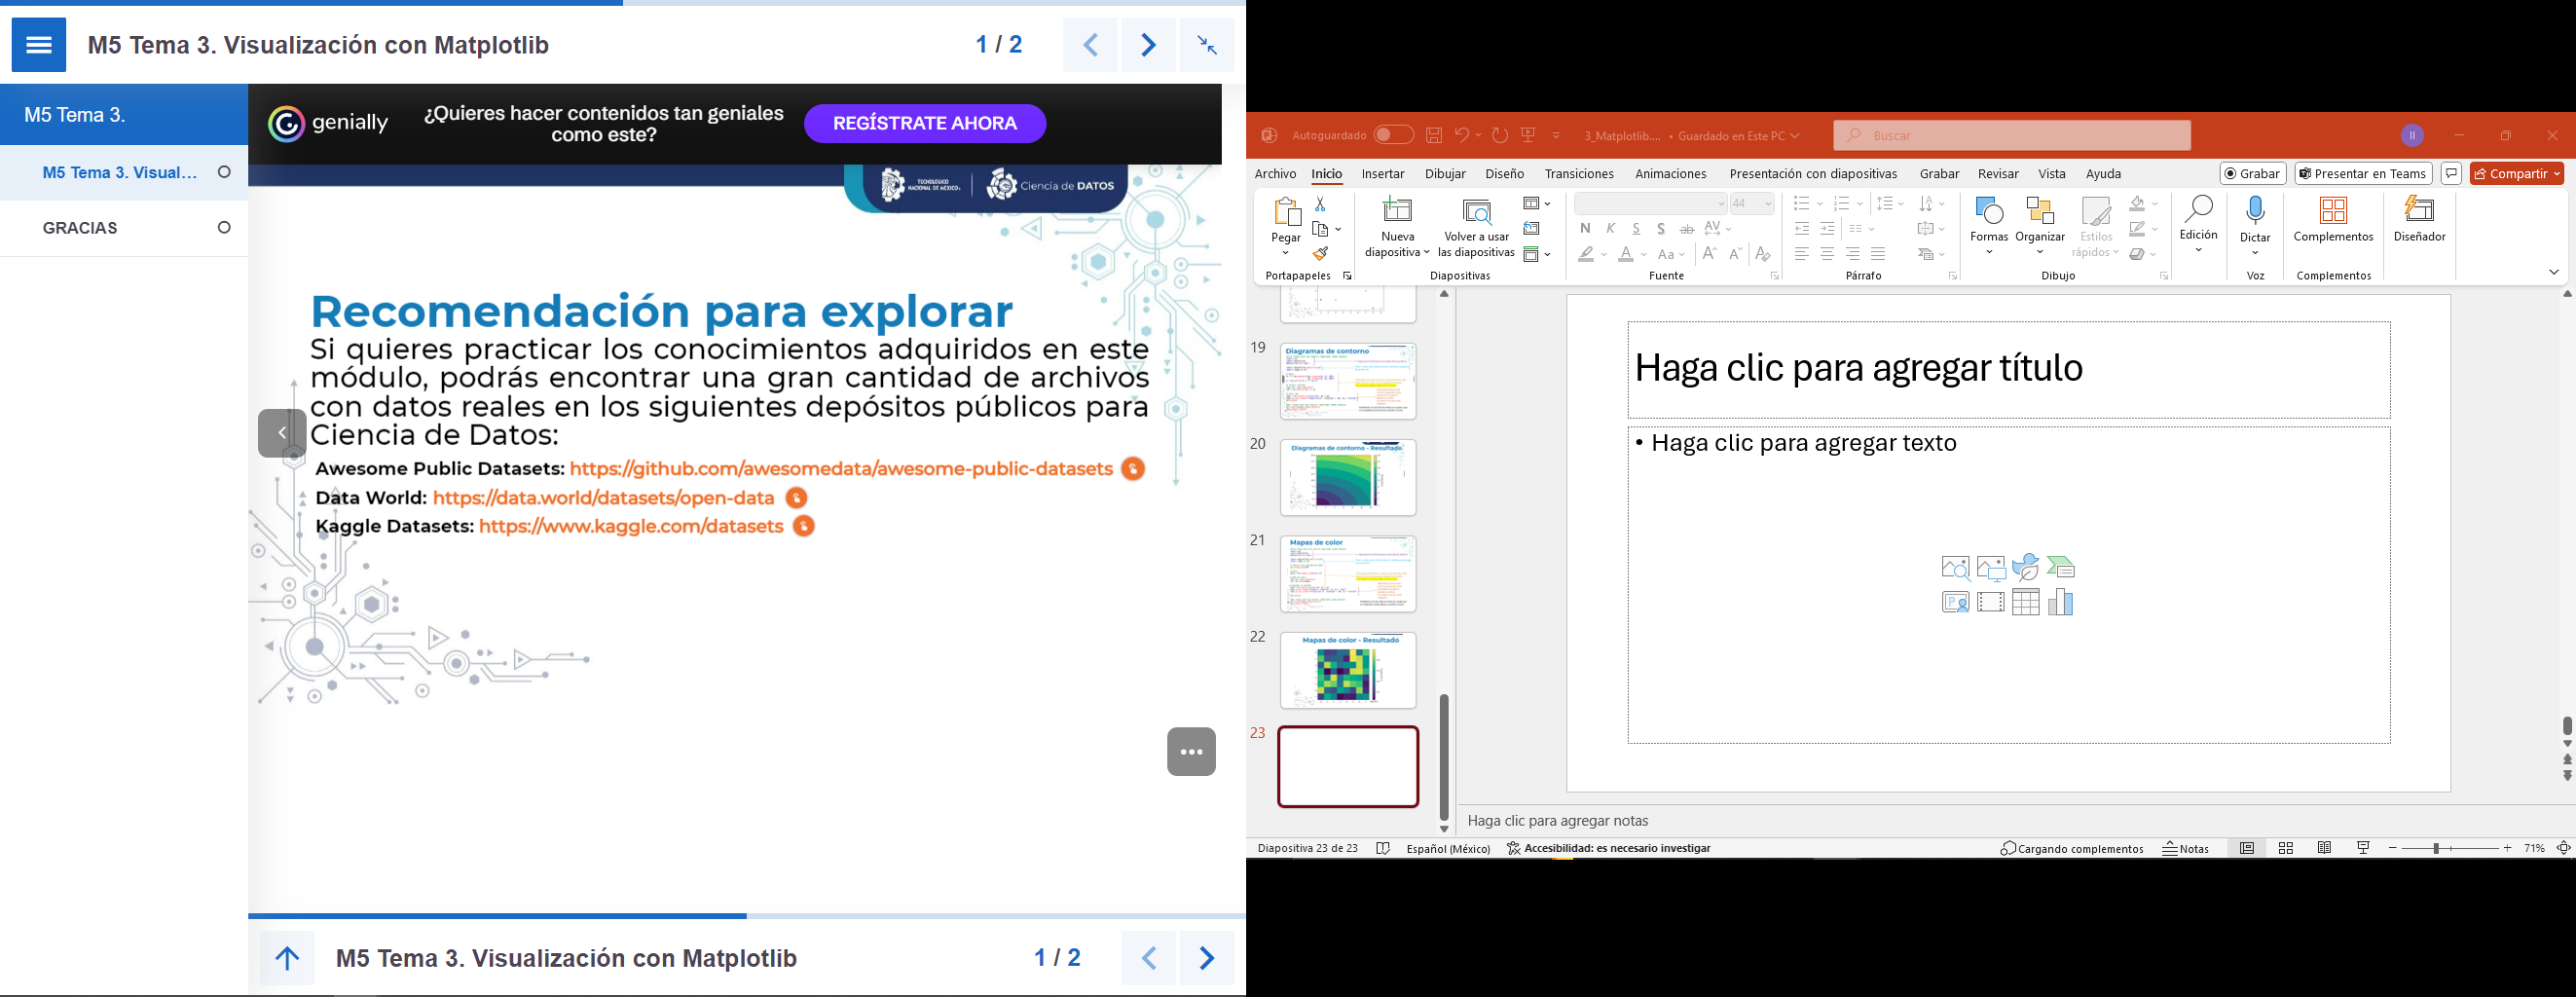 M5 Tema 3. Visualización con Matplotlib
1 / 2
M5 Tema 3.
M5 Tema 3. Visual...
GRACIAS
genially
¿Quieres hacer contenidos tan geniales
como este?
REGÍSTRATE AHORA
TECNOLÓGICO
NACIONAL DE MÉXICO
Ciencia de DATOS
Recomendación para explorar
Si quieres practicar los conocimientos adquiridos en este
módulo, podrás encontrar una gran cantidad de archivos
con datos reales en los siguientes depósitos públicos para
Ciencia de Datos:
Awesome Public Datasets: https://github.com/awesomedata/awesome-public-datasets
Data World: https://data.world/datasets/open-data
Kaggle Datasets: https://www.kaggle.com/datasets
M5 Tema 3. Visualización con Matplotlib
1 / 2
Autoguardado
3_Matplotlib.... • Guardado en Este PC
Buscar
II
Archivo Inicio Insertar Dibujar Diseño Transiciones Animaciones Presentación con diapositivas Grabar Revisar Vista Ayuda
Grabar Presentar en Teams Compartir
Pegar
Portapapeles
Nueva
diapositiva
Volver a usar
las diapositivas
Diapositivas
44
N K S S ab AV
A Aa A A
Fuente
Párrafo
Formas Organizar Estilos
rápidos
Dibujo
Edición
Dictar
Voz
Complementos
Complementos
Diseñador
19
Diagramas de contorno
20
Diagramas de contorno - Resultado
21
Mapas de color
22
Mapas de color - Resultado
23
Haga clic para agregar título
• Haga clic para agregar texto
Haga clic para agregar notas
Diapositiva 23 de 23 Español (México) Accesibilidad: es necesario investigar Cargando complementos Notas 71%